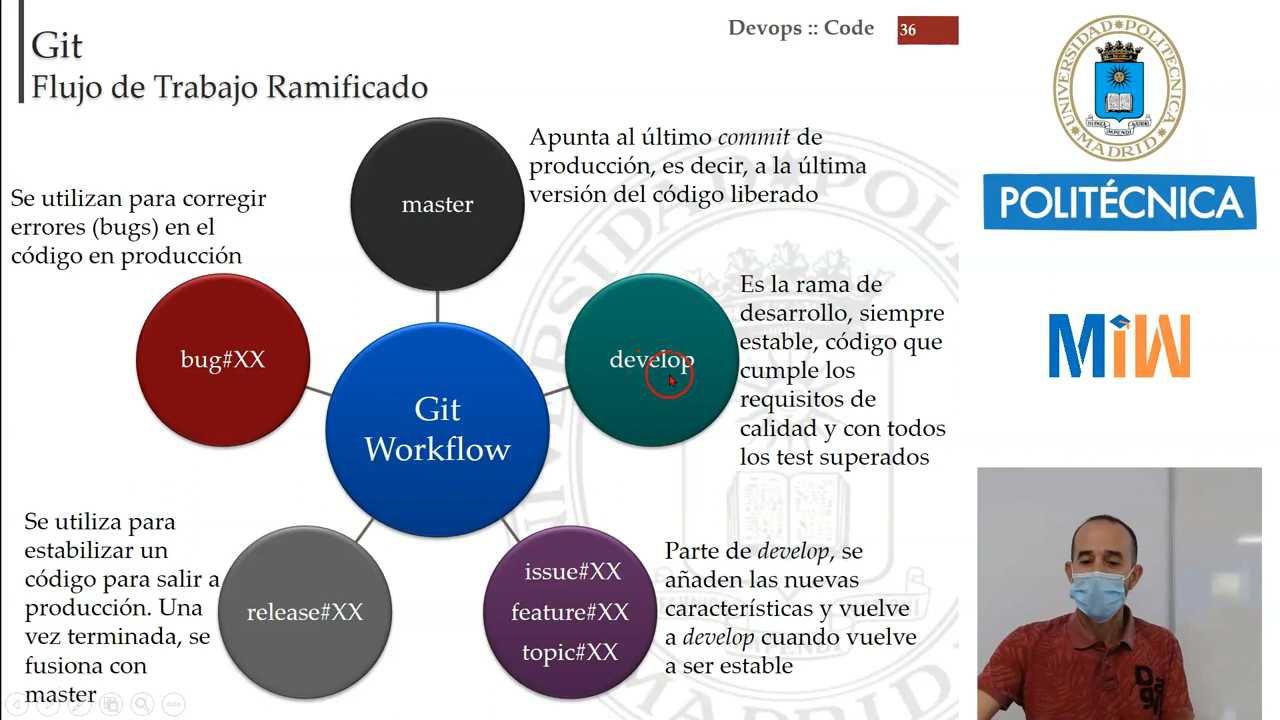 Git
Flujo de Trabajo Ramificado
Devops :: Code
36
master
Apunta al último commit de
producción, es decir, a la última
versión del código liberado
Se utilizan para corregir
errores (bugs) en el
código en producción
bug#XX
develop
Es la rama de
desarrollo, siempre
estable, código que
cumple los
requisitos de
calidad y con todos
los test superados
Git
Workflow
Se utiliza para
estabilizar un
código para salir a
producción. Una
vez terminada, se
fusiona con
master
release#XX
issue#XX
feature#XX
topic#XX
Parte de develop, se
añaden las nuevas
características y vuelve
a develop cuando vuelve
a ser estable
UNIVERSIDAD POLITÉCNICA
MADRID
POLITÉCNICA
MiW